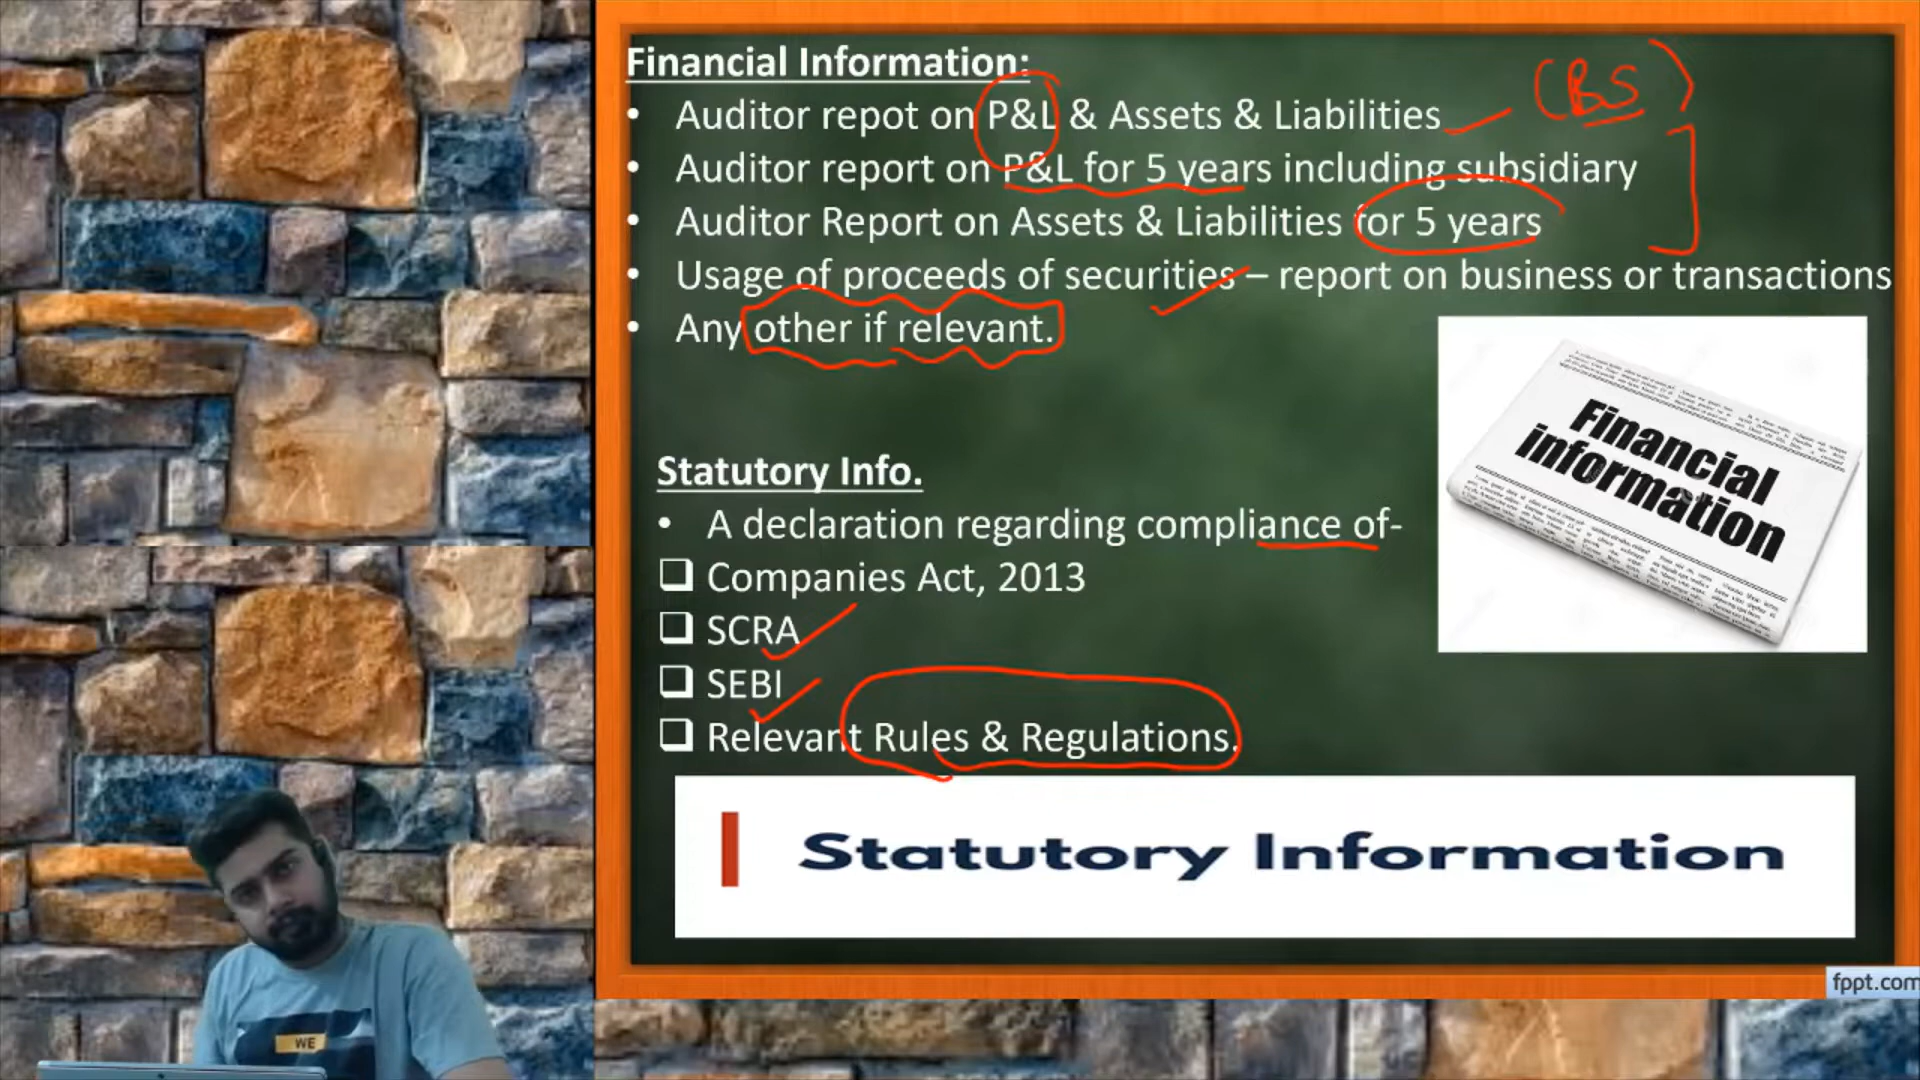 Financial Information:
• Auditor repot on P&L & Assets & Liabilities (BS)
• Auditor report on P&L for 5 years including subsidiary
• Auditor Report on Assets & Liabilities for 5 years
• Usage of proceeds of securities – report on business or transactions
• Any other if relevant.
Financial
information
Statutory Info.
• A declaration regarding compliance of-
❑ Companies Act, 2013
❑ SCRA
❑ SEBI
❑ Relevant Rules & Regulations.
Statutory Information
fppt.com
WE